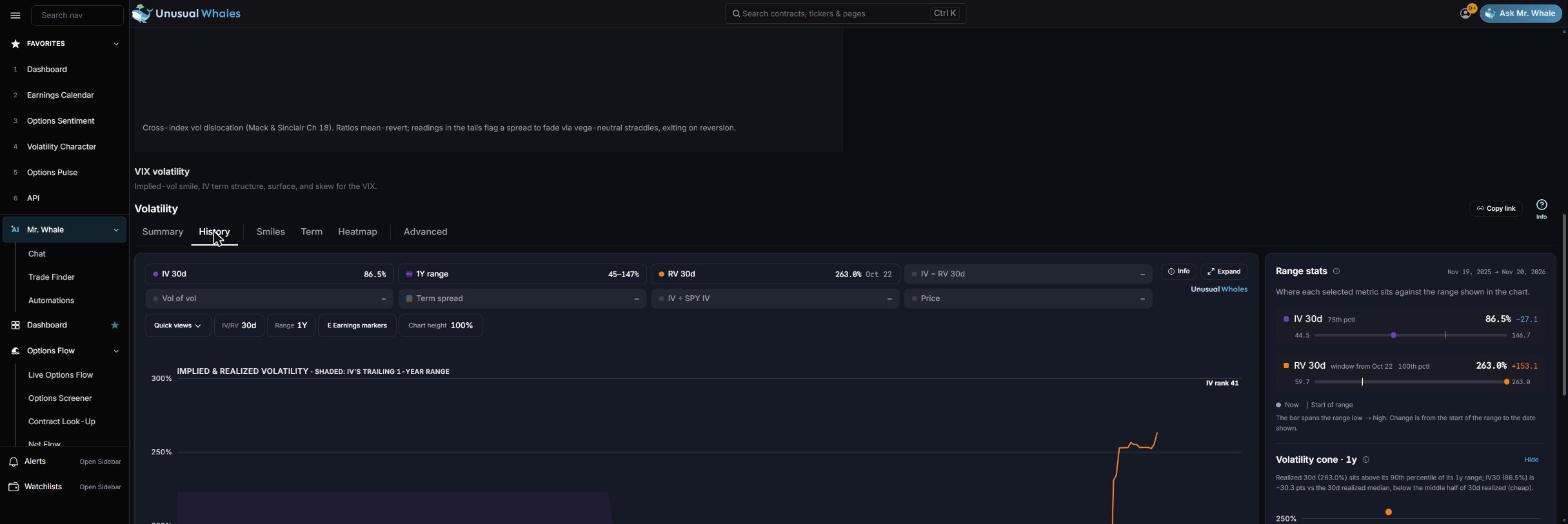 Search nav
Unusual Whales
Search contracts, tickers & pages
Ctrl K
9+
Ask Mr. Whale
FAVORITES
1 Dashboard
2 Earnings Calendar
3 Options Sentiment
4 Volatility Character
5 Options Pulse
6 API
AI Mr. Whale
Chat
Trade Finder
Automations
Dashboard
Options Flow
Live Options Flow
Options Screener
Contract Look-Up
Net Flow
Alerts Open Sidebar
Watchlists Open Sidebar
Cross-index vol dislocation (Mack & Sinclair Ch 18). Ratios mean-revert; readings in the tails flag a spread to fade via vega-neutral straddles, exiting on reversion.
VIX volatility
Implied-vol smile, IV term structure, surface, and skew for the VIX.
Volatility
Copy link
Info
Summary History Smiles Term Heatmap Advanced
IV 30d 86.5%
1Y range 45–147%
RV 30d 263.0% Oct 22
IV − RV 30d –
Info
Expand
Vol of vol –
Term spread –
IV ÷ SPY IV –
Price –
Unusual Whales
Quick views
IV/RV 30d
Range 1Y
E Earnings markers
Chart height 100%
IMPLIED & REALIZED VOLATILITY · SHADED: IV'S TRAILING 1-YEAR RANGE
300%
IV rank 41
250%
Range stats
Nov 19, 2025 → Nov 20, 2026
Where each selected metric sits against the range shown in the chart.
IV 30d 75th pctl 86.5% −27.1
44.5 146.7
RV 30d window from Oct 22 100th pctl 263.0% +153.1
59.7 263.0
Now | Start of range
The bar spans the range low → high. Change is from the start of the range to the date
shown.
Volatility cone · 1y
Hide
Realized 30d (263.0%) sits above its 90th percentile of its 1y range; IV30 (86.5%) is
−30.3 pts vs the 30d realized median, below the middle half of 30d realized (cheap).
250%